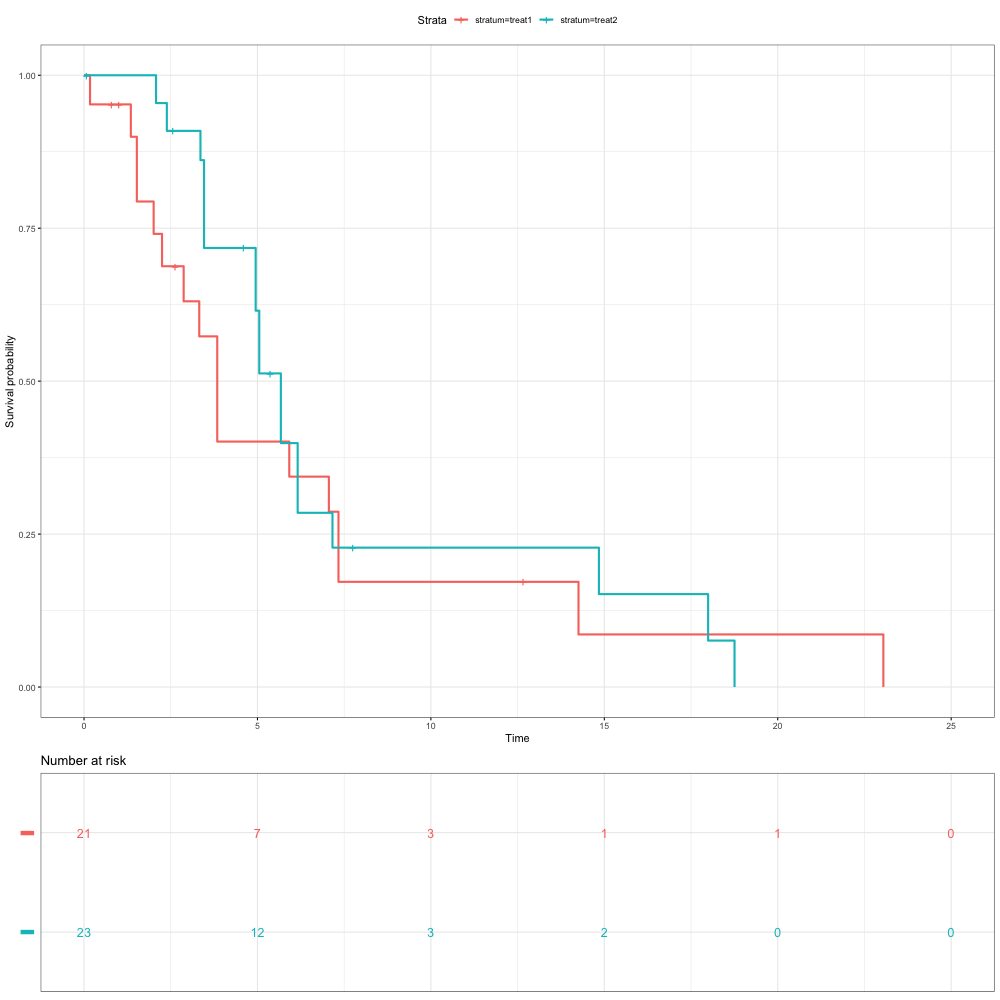 Strata stratum=treat1 stratum=treat2
1.00
0.75
0.50
0.25
0.00
Survival probability
0 5 10 15 20 25
Time
Number at risk
21 7 3 1 1 0
23 12 3 2 0 0